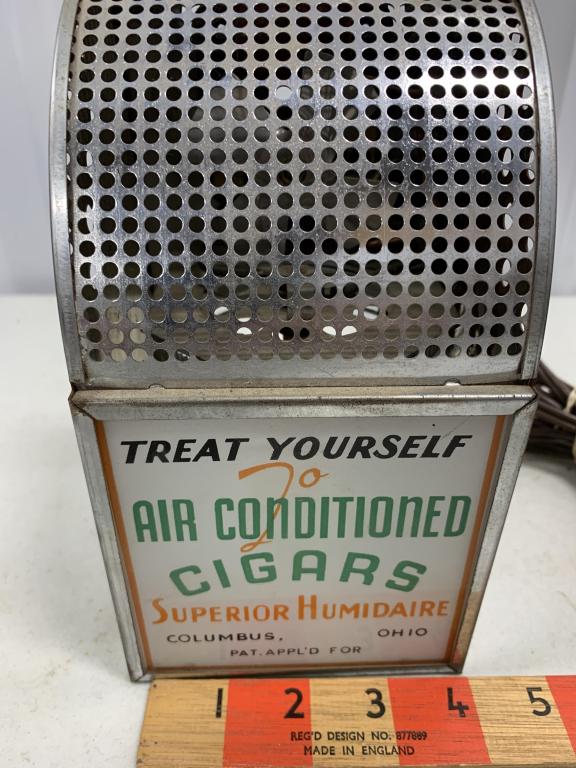 TREAT YOURSELF
To
AIR CONDITIONED
CIGARS
SUPERIOR HUMIDAIRE
COLUMBUS, OHIO
PAT. APPL'D FOR
1 2 3 4 5
REG'D DESIGN NO. 877889
MADE IN ENGLAND